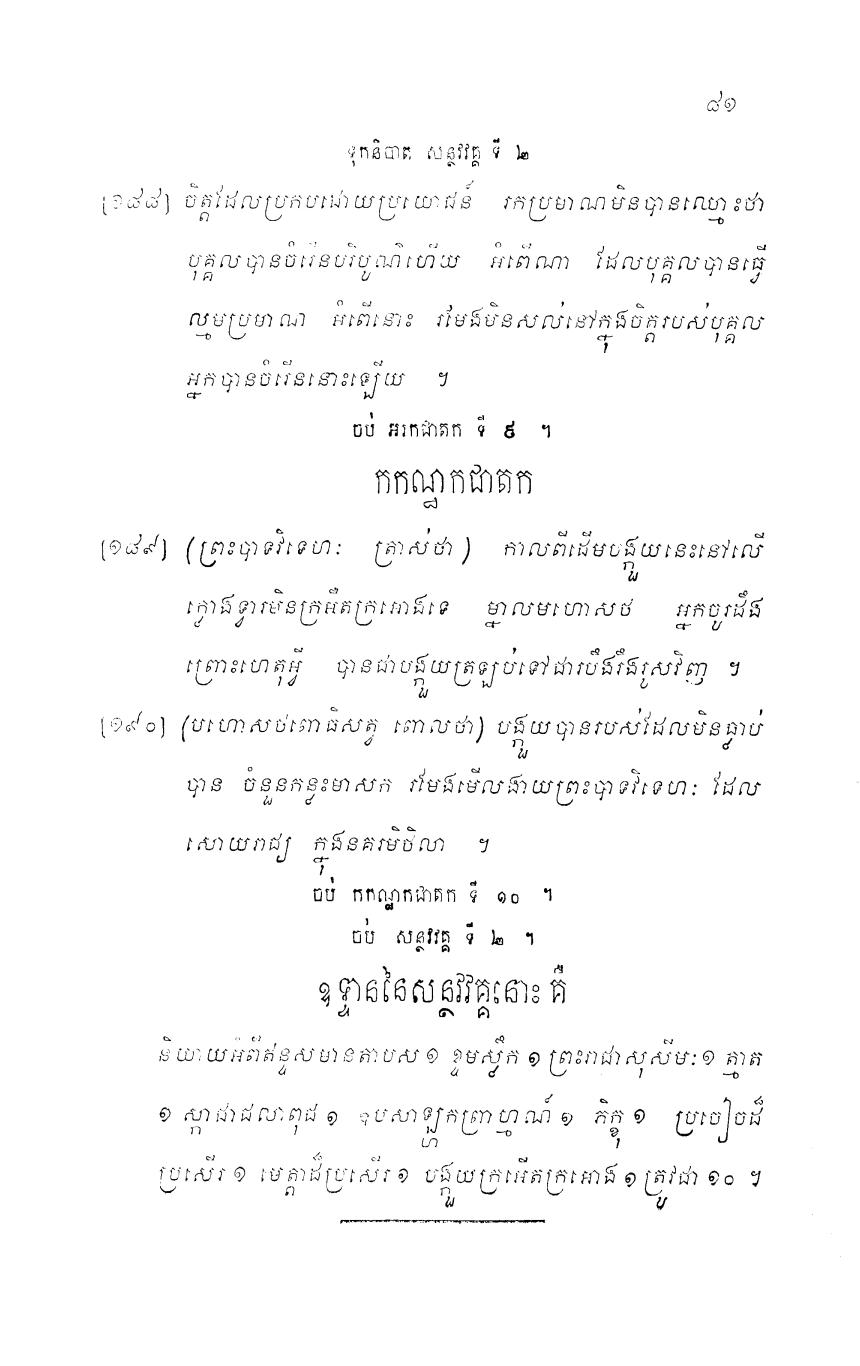 ៨១
ទុកនិបាត សន្ថវវគ្គ ទី ២
[១៨៨] ចិត្តដែលប្រកបដោយប្រយោជន៍ រកប្រមាណមិនបានឈ្មោះថា
បុគ្គលបានចំរើនបរិបូណ៌ហើយ អំពើណា ដែលបុគ្គលបានធ្វើ
ល្មមប្រមាណ អំពើនោះ រមែងមិនសល់នៅក្នុងចិត្តរបស់បុគ្គល
អ្នកបានចំរើននោះឡើយ ។
ចប់ អរកជាតក ទី ៩ ។
កកណ្ដកជាតក
[១៨៩] (ព្រះបាទវិទេហៈ ត្រាស់ថា) កាលពីដើមបង្កួយនេះនៅលើ
ក្លោងទ្វារមិនក្រអឺតក្រអោងទេ ម្នាលមហោសថ អ្នកចូរដឹង
ព្រោះហេតុអ្វី បានជាបង្កួយត្រឡប់ទៅជារបឹងរឹងរូសវិញ ។
[១៩០] (មហោសថពោធិសត្វ ពោលថា) បង្កួយបានរបស់ដែលមិនធ្លាប់
បាន ចំនួនកន្លះមាសក រមែងមើលងាយព្រះបាទវិទេហៈ ដែល
សោយរាជ្យ ក្នុងនគរមិថិលា ។
ចប់ កកណ្ដកជាតក ទី ១០ ។
ចប់ សន្ថវវគ្គ ទី ២ ។
ឧទ្ទាននៃសន្ថវវគ្គនោះ គឺ
និយាយអំពីឥន្ទសមានតាបស ១ ខ្ទមស្លឹក ១ ព្រះរាជាសុសីមៈ ១ ត្មាត
១ ស្កាជាជលាពុជ ១ ឧបសាឡ្ហកព្រាហ្មណ៍ ១ ភិក្ខុ ១ ប្រចៀចដ៏
ប្រសើរ ១ មេត្តាដ៏ប្រសើរ ១ បង្កួយក្រអើតក្រអោង ១ ត្រូវជា ១០ ។